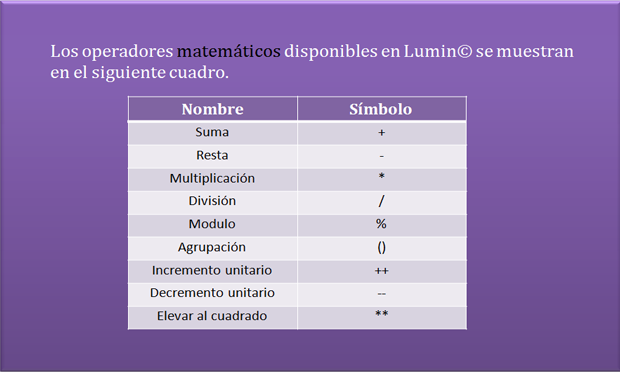 Los operadores matemáticos disponibles en Lumin© se muestran
en el siguiente cuadro.
Nombre Símbolo
Suma +
Resta -
Multiplicación *
División /
Modulo %
Agrupación ()
Incremento unitario ++
Decremento unitario --
Elevar al cuadrado **